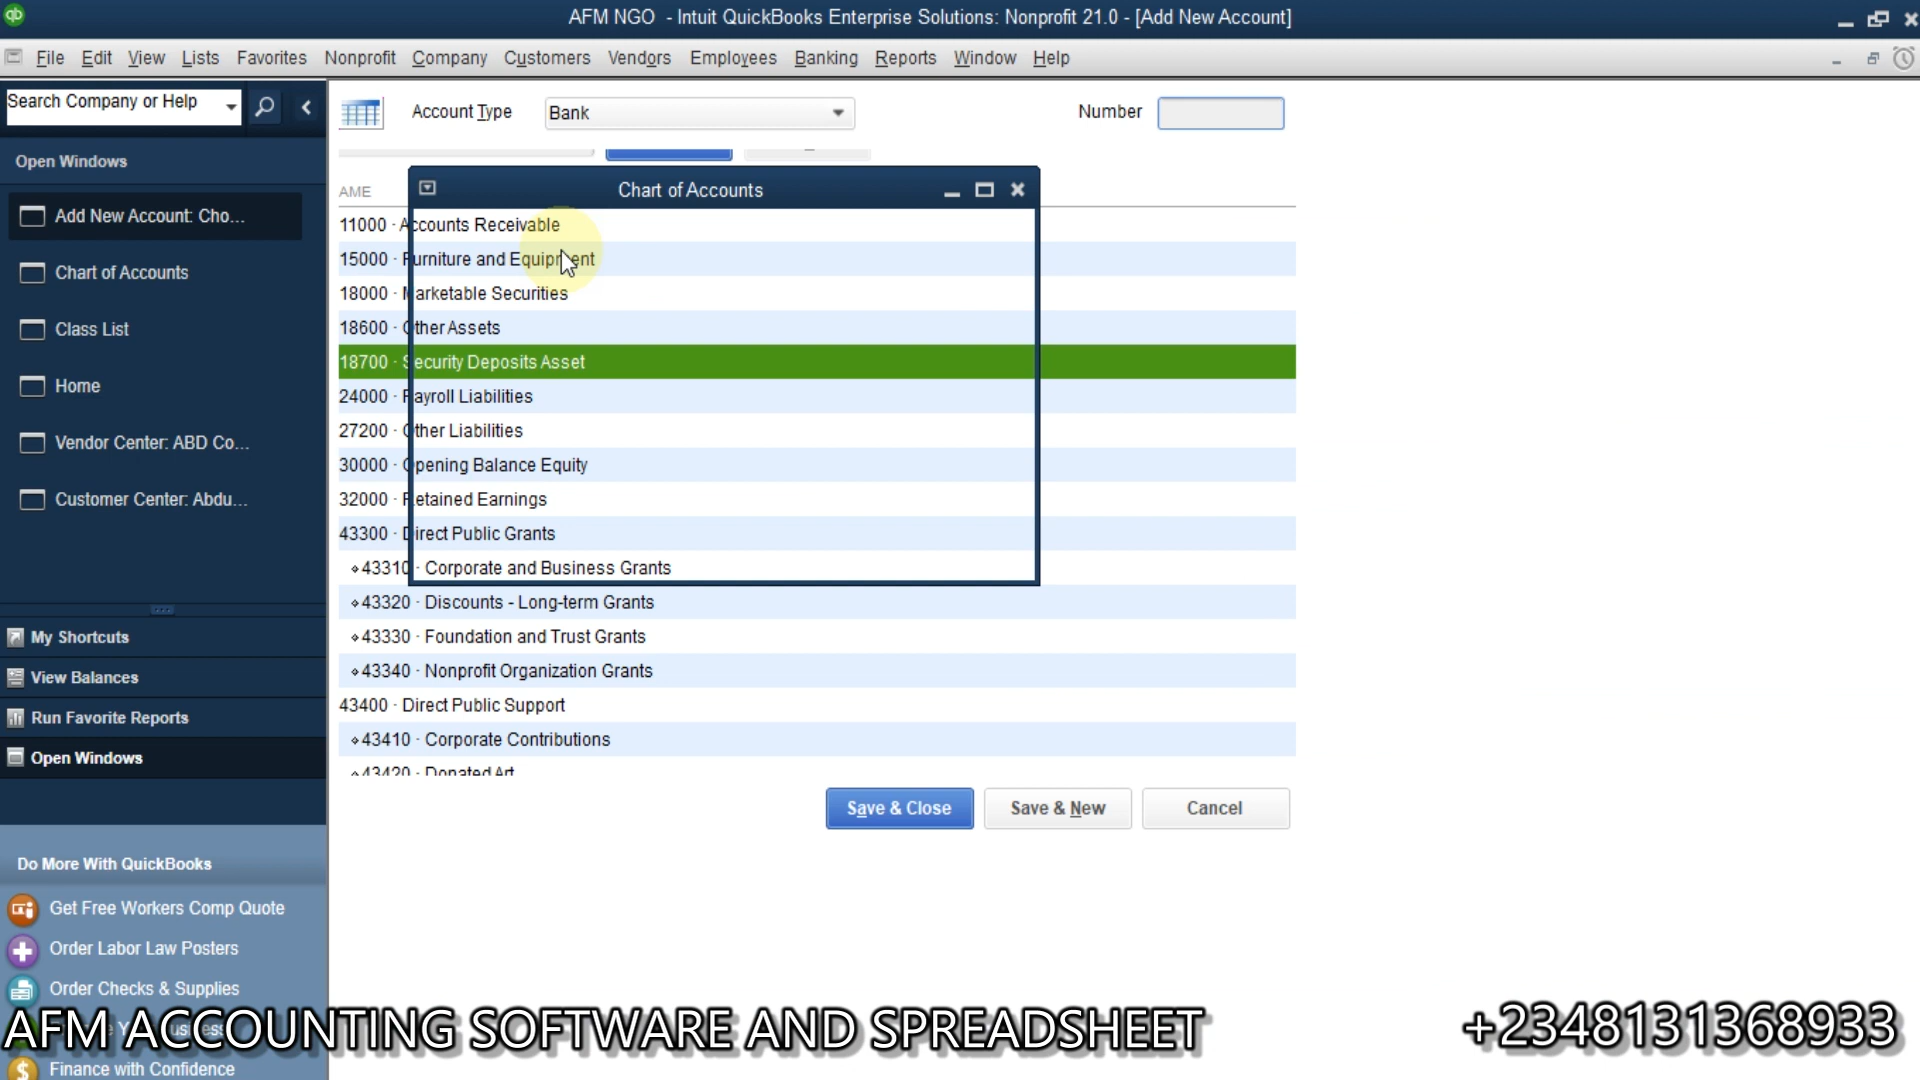 AFM NGO - Intuit QuickBooks Enterprise Solutions: Nonprofit 21.0 - [Add New Account]
File Edit View Lists Favorites Nonprofit Company Customers Vendors Employees Banking Reports Window Help
Search Company or Help
Account Type Bank Number
Open Windows
Add New Account: Cho...
Chart of Accounts
Class List
Home
Vendor Center: ABD Co...
Customer Center: Abdu...
My Shortcuts
View Balances
Run Favorite Reports
Open Windows
Do More With QuickBooks
Get Free Workers Comp Quote
Order Labor Law Posters
Order Checks & Supplies
Finance with Confidence
Chart of Accounts
AME
11000 · Accounts Receivable
15000 · Furniture and Equipment
18000 · Marketable Securities
18600 · Other Assets
18700 · Security Deposits Asset
24000 · Payroll Liabilities
27200 · Other Liabilities
30000 · Opening Balance Equity
32000 · Retained Earnings
43300 · Direct Public Grants
43310 · Corporate and Business Grants
43320 · Discounts - Long-term Grants
43330 · Foundation and Trust Grants
43340 · Nonprofit Organization Grants
43400 · Direct Public Support
43410 · Corporate Contributions
43420 · Donated Art
Save & Close Save & New Cancel
AFM ACCOUNTING SOFTWARE AND SPREADSHEET
+2348131368933